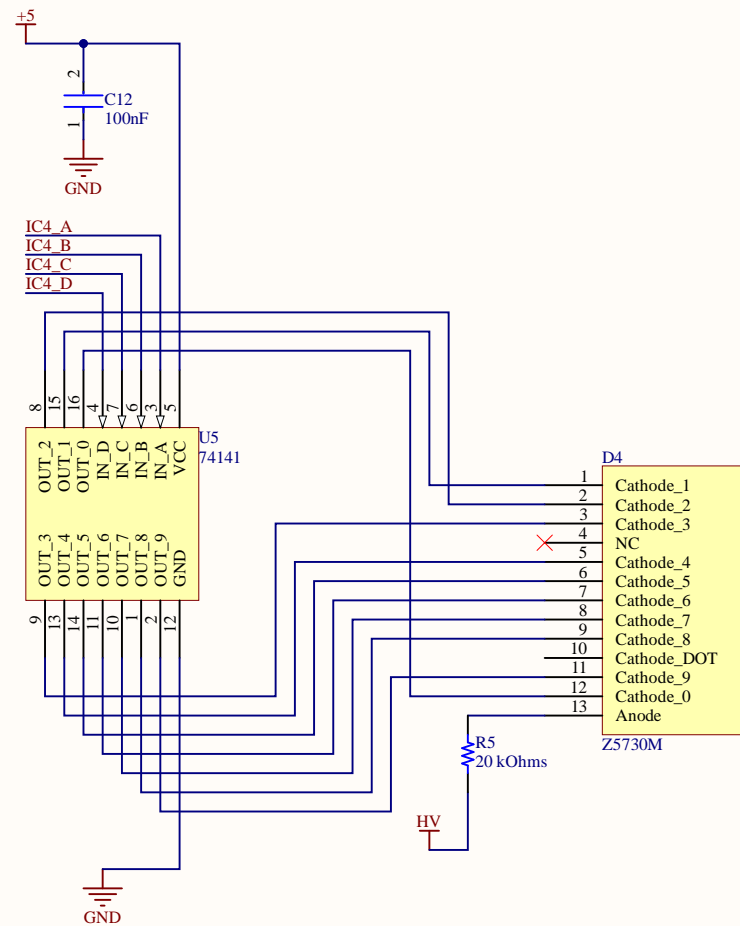 +5
2
C12
100nF
1
GND
IC4_A
IC4_B
IC4_C
IC4_D
8 15 16 4 7 6 3 5
U5
74141
OUT_2 OUT_1 OUT_0 IN_D IN_C IN_B IN_A VCC
OUT_3 OUT_4 OUT_5 OUT_6 OUT_7 OUT_8 OUT_9 GND
9 13 14 11 10 1 2 12
GND
D4
1 Cathode_1
2 Cathode_2
3 Cathode_3
4 NC
5 Cathode_4
6 Cathode_5
7 Cathode_6
8 Cathode_7
9 Cathode_8
10 Cathode_DOT
11 Cathode_9
12 Cathode_0
13 Anode
Z5730M
R5
20 kOhms
HV